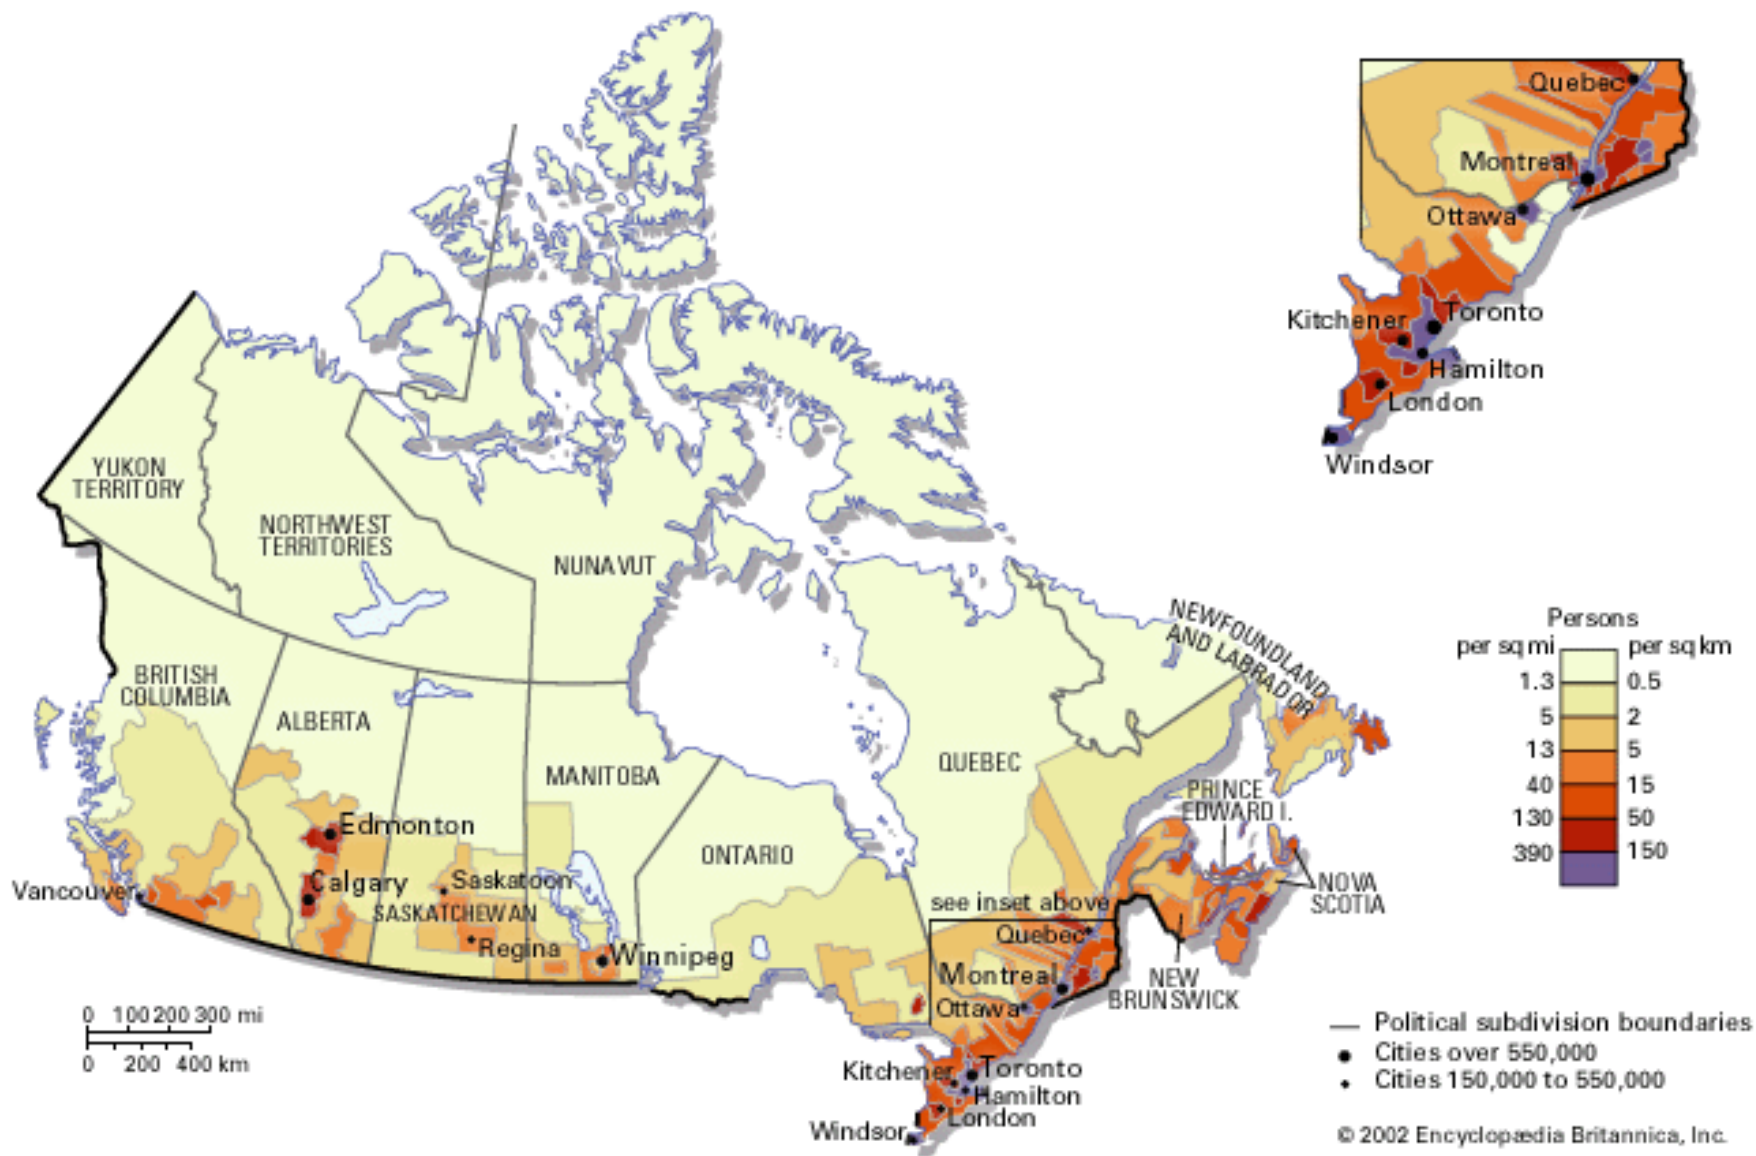 Quebec
Montreal
Ottawa
Kitchener
Toronto
Hamilton
London
Windsor
YUKON
TERRITORY
NORTHWEST
TERRITORIES
NUNAVUT
BRITISH
COLUMBIA
ALBERTA
MANITOBA
QUEBEC
NEWFOUNDLAND
AND LABRADOR
PRINCE
EDWARD I.
Edmonton
Calgary
Saskatoon
SASKATCHEWAN
Regina
Winnipeg
Vancouver
ONTARIO
see inset above
Quebec
Montreal
Ottawa
NOVA
SCOTIA
NEW
BRUNSWICK
Kitchener
Toronto
Hamilton
London
Windsor
Persons
per sq mi per sq km
1.3 0.5
5 2
13 5
40 15
130 50
390 150
0 100 200 300 mi
0 200 400 km
Political subdivision boundaries
Cities over 550,000
Cities 150,000 to 550,000
© 2002 Encyclopædia Britannica, Inc.